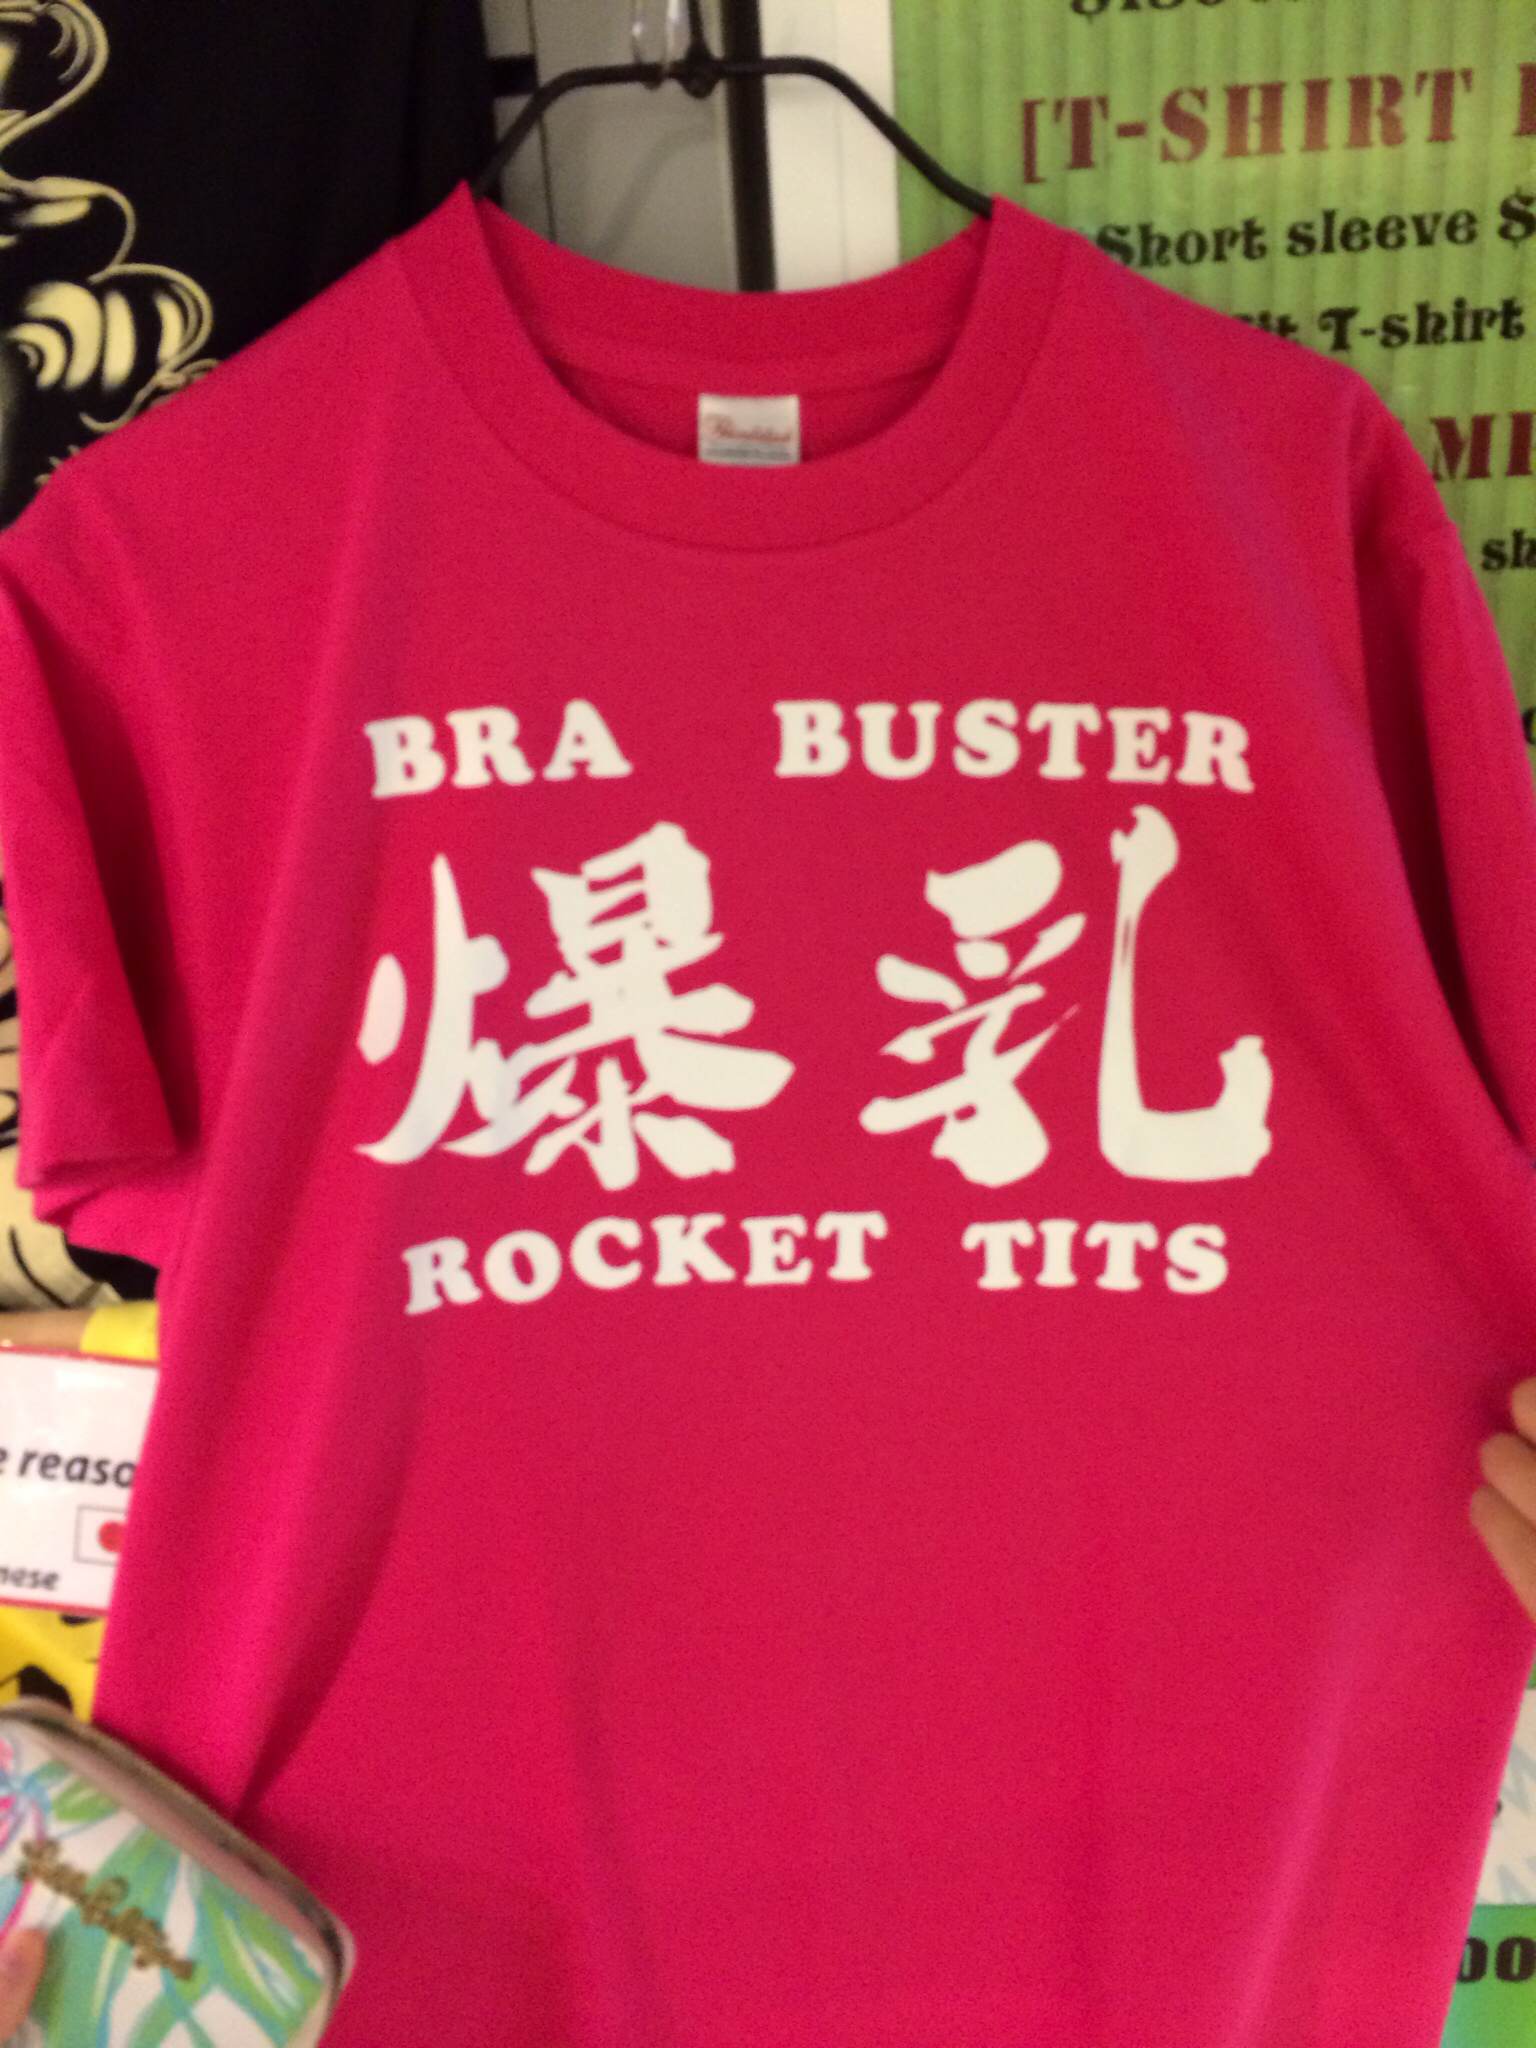 [T-SHIRT
Short sleeve $
T-shirt
BRA BUSTER
爆乳
ROCKET TITS